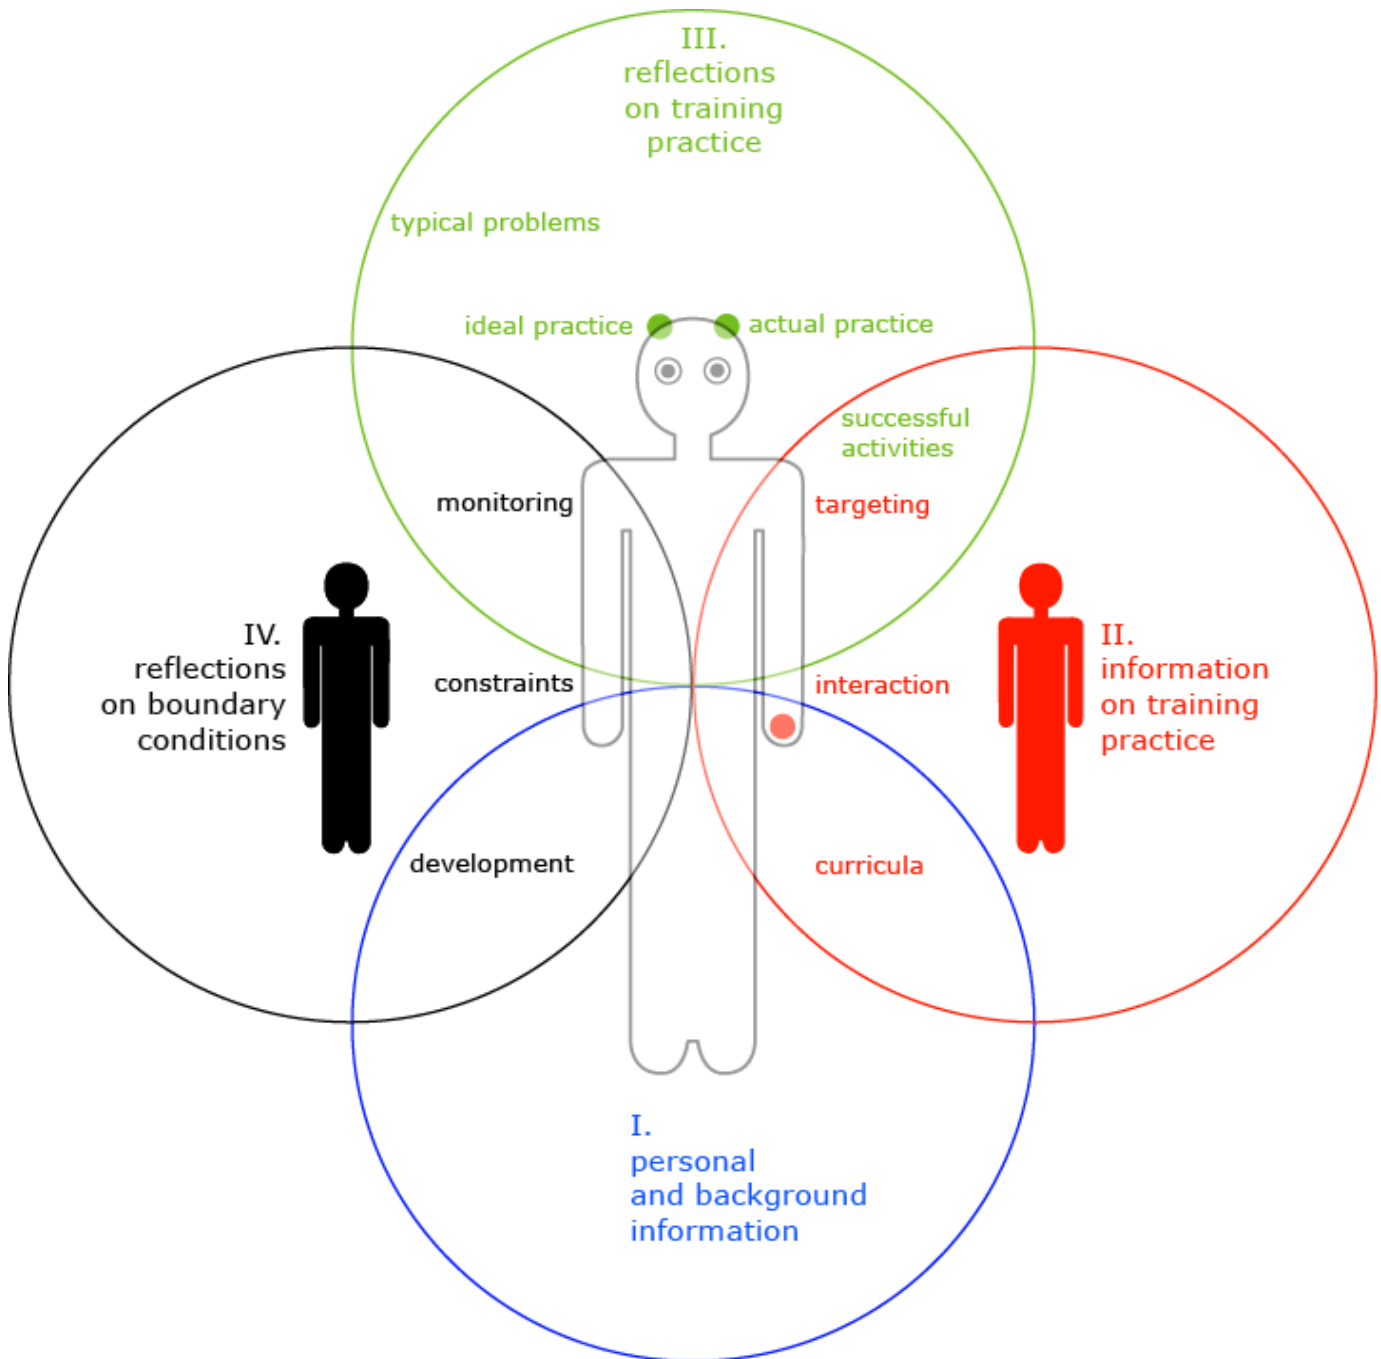 III.
reflections
on training
practice
typical problems
ideal practice
actual practice
successful
activities
monitoring
targeting
IV.
reflections
on boundary
conditions
constraints
interaction
II.
information
on training
practice
development
curricula
I.
personal
and background
information